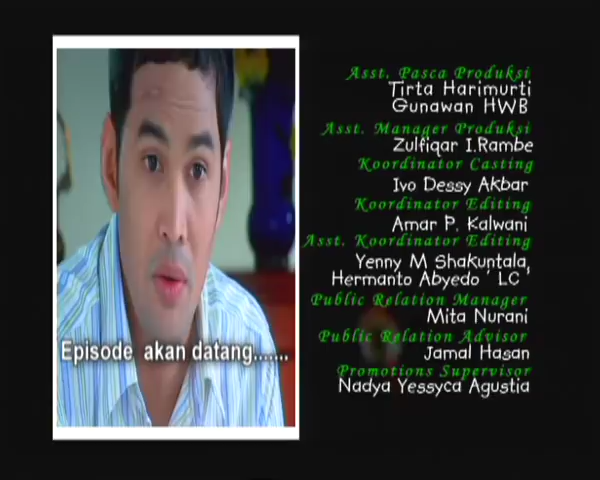 Episode akan datang.......
Asst. Pasca Produksi
Tirta Harimurti
Gunawan HWB
Asst. Manager Produksi
Zulfiqar I.Rambe
Koordinator Casting
Ivo Dessy Akbar
Koordinator Editing
Amar P. Kalwani
Asst. Koordinator Editing
Yenny M Shakuntala,
Hermanto Abyedo ' LC '
Public Relation Manager
Mita Nurani
Public Relation Advisor
Jamal Hasan
Promotions Supervisor
Nadya Yessyca Agustia